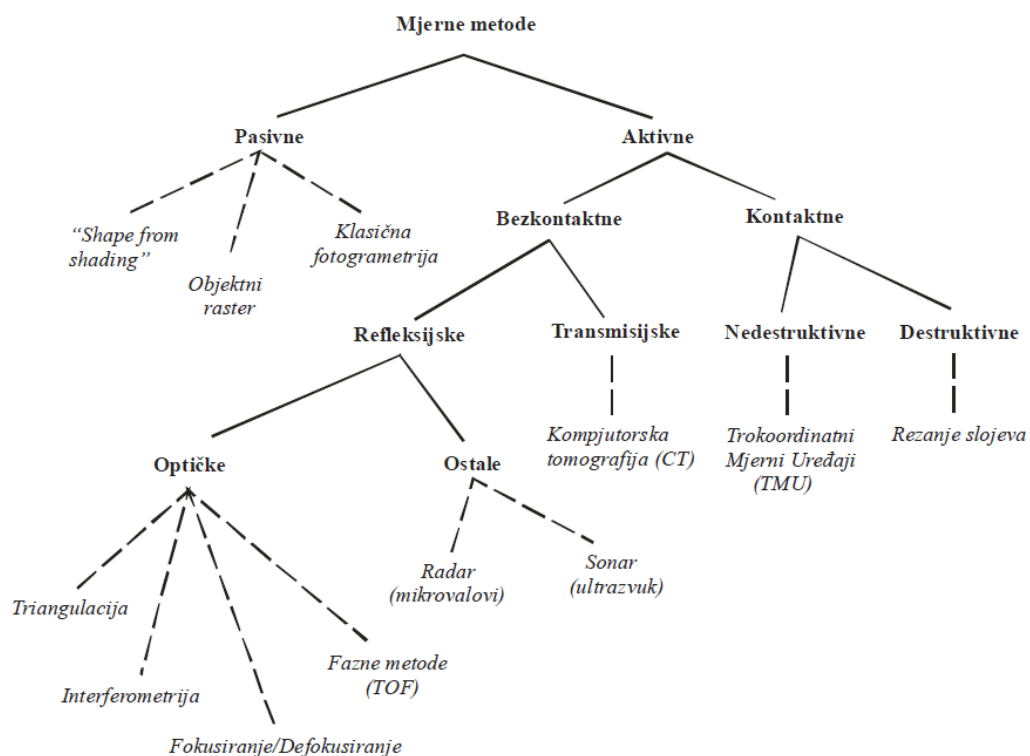 Mjerne metode
Pasivne
Aktivne
“Shape from
shading”
Objektni
raster
Klasična
fotogrametrija
Bezkontaktne
Kontaktne
Refleksijske
Transmisijske
Nedestruktivne
Destruktivne
Kompjutorska
tomografija (CT)
Trokoordinatni
Mjerni Uređaji
(TMU)
Rezanje slojeva
Optičke
Ostale
Radar
(mikrovalovi)
Sonar
(ultrazvuk)
Triangulacija
Interferometrija
Fokusiranje/Defokusiranje
Fazne metode
(TOF)